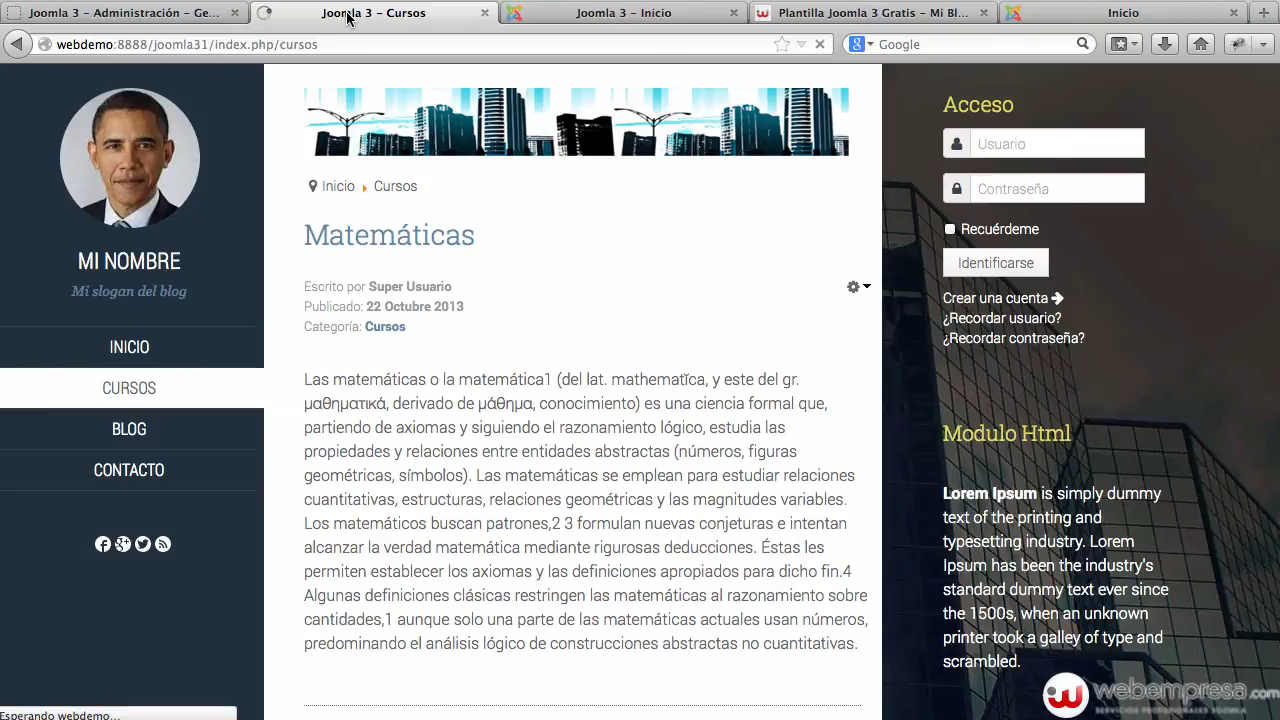 Joomla 3 - Administración - Ge...
Joomla 3 - Cursos
Joomla 3 - Inicio
Plantilla Joomla 3 Gratis - Mi Bl...
Inicio
webdemo:8888/joomla31/index.php/cursos
Google
MI NOMBRE
Mi slogan del blog
INICIO
CURSOS
BLOG
CONTACTO
Esperando webdemo...
Inicio
Cursos
Matemáticas
Escrito por Super Usuario
Publicado: 22 Octubre 2013
Categoría: Cursos
Las matemáticas o la matemática1 (del lat. mathematĭca, y este del gr.
μαθηματικά, derivado de μάθημα, conocimiento) es una ciencia formal que,
partiendo de axiomas y siguiendo el razonamiento lógico, estudia las
propiedades y relaciones entre entidades abstractas (números, figuras
geométricas, símbolos). Las matemáticas se emplean para estudiar relaciones
cuantitativas, estructuras, relaciones geométricas y las magnitudes variables.
Los matemáticos buscan patrones,2 3 formulan nuevas conjeturas e intentan
alcanzar la verdad matemática mediante rigurosas deducciones. Éstas les
permiten establecer los axiomas y las definiciones apropiados para dicho fin.4
Algunas definiciones clásicas restringen las matemáticas al razonamiento sobre
cantidades,1 aunque solo una parte de las matemáticas actuales usan números,
predominando el análisis lógico de construcciones abstractas no cuantitativas.
Acceso
Usuario
Contraseña
Recuérdeme
Identificarse
Crear una cuenta
¿Recordar usuario?
¿Recordar contraseña?
Modulo Html
Lorem Ipsum is simply dummy
text of the printing and
typesetting industry. Lorem
Ipsum has been the industry's
standard dummy text ever since
the 1500s, when an unknown
printer took a galley of type and
scrambled.
webempresa.com
SERVICIOS PROFESIONALES JOOMLA